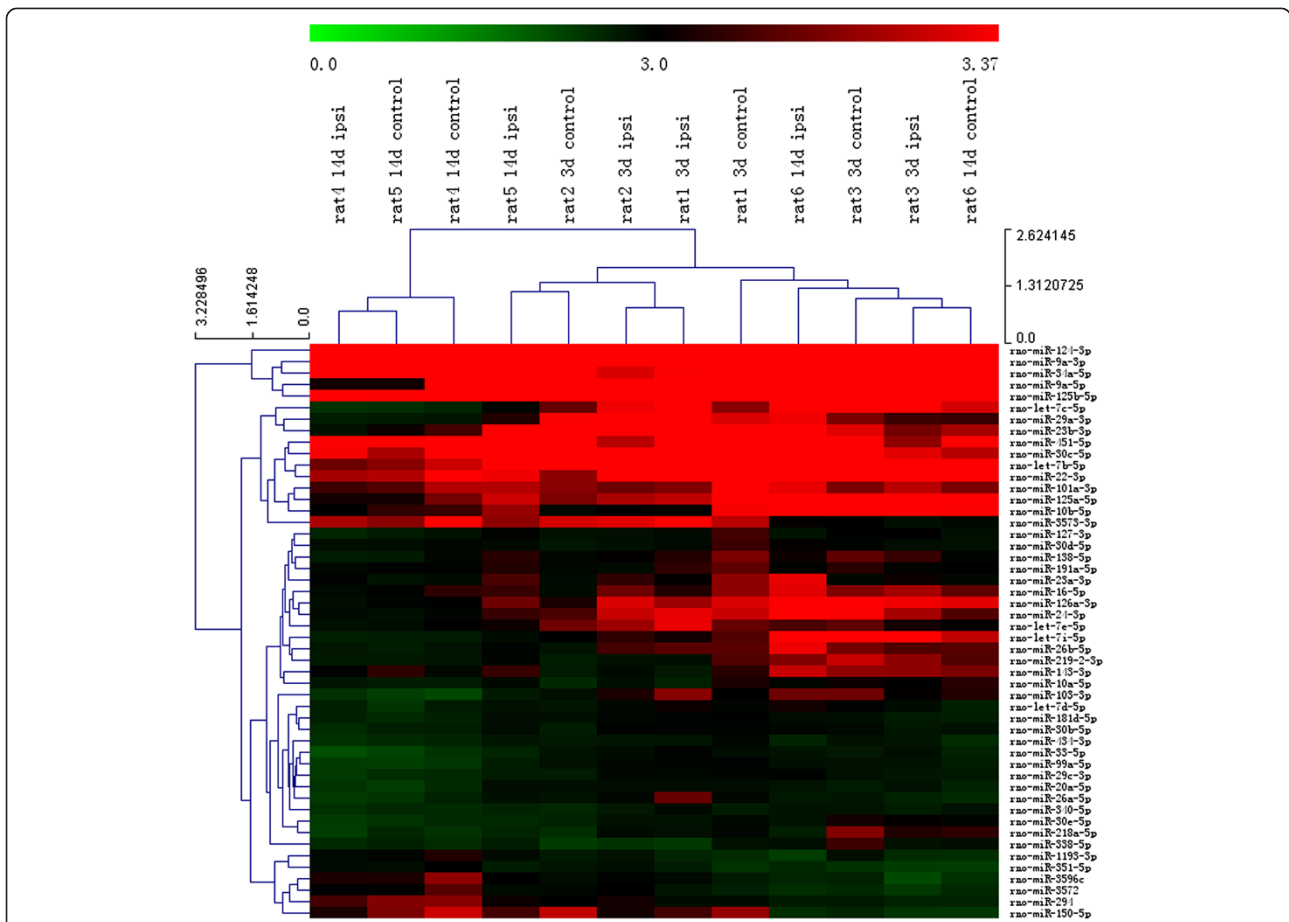 0.0 3.0 3.37
rat4 14d ipsi
rat5 14d control
rat4 14d control
rat5 14d ipsi
rat2 3d control
rat2 3d ipsi
rat1 3d ipsi
rat1 3d control
rat6 14d ipsi
rat3 3d control
rat3 3d ipsi
rat6 14d control
2.624145
1.3120725
0.0
3.228496
1.614248
0.0
rno-miR-124-3p
rno-miR-9a-3p
rno-miR-34a-5p
rno-miR-9a-5p
rno-miR-125b-5p
rno-let-7c-5p
rno-miR-29a-3p
rno-miR-23b-3p
rno-miR-451-5p
rno-miR-30c-5p
rno-let-7b-5p
rno-miR-22-3p
rno-miR-101a-3p
rno-miR-125a-5p
rno-miR-10b-5p
rno-miR-3573-3p
rno-miR-127-3p
rno-miR-30d-5p
rno-miR-138-5p
rno-miR-191a-5p
rno-miR-23a-3p
rno-miR-16-5p
rno-miR-126a-3p
rno-miR-24-3p
rno-let-7e-5p
rno-let-7i-5p
rno-miR-26b-5p
rno-miR-219-2-3p
rno-miR-143-3p
rno-miR-10a-5p
rno-miR-103-3p
rno-let-7d-5p
rno-miR-181d-5p
rno-miR-30b-5p
rno-miR-434-3p
rno-miR-33-5p
rno-miR-99a-5p
rno-miR-29c-3p
rno-miR-20a-5p
rno-miR-26a-5p
rno-miR-340-5p
rno-miR-30e-5p
rno-miR-218a-5p
rno-miR-338-5p
rno-miR-1193-3p
rno-miR-351-5p
rno-miR-3596c
rno-miR-3572
rno-miR-294
rno-miR-150-5p